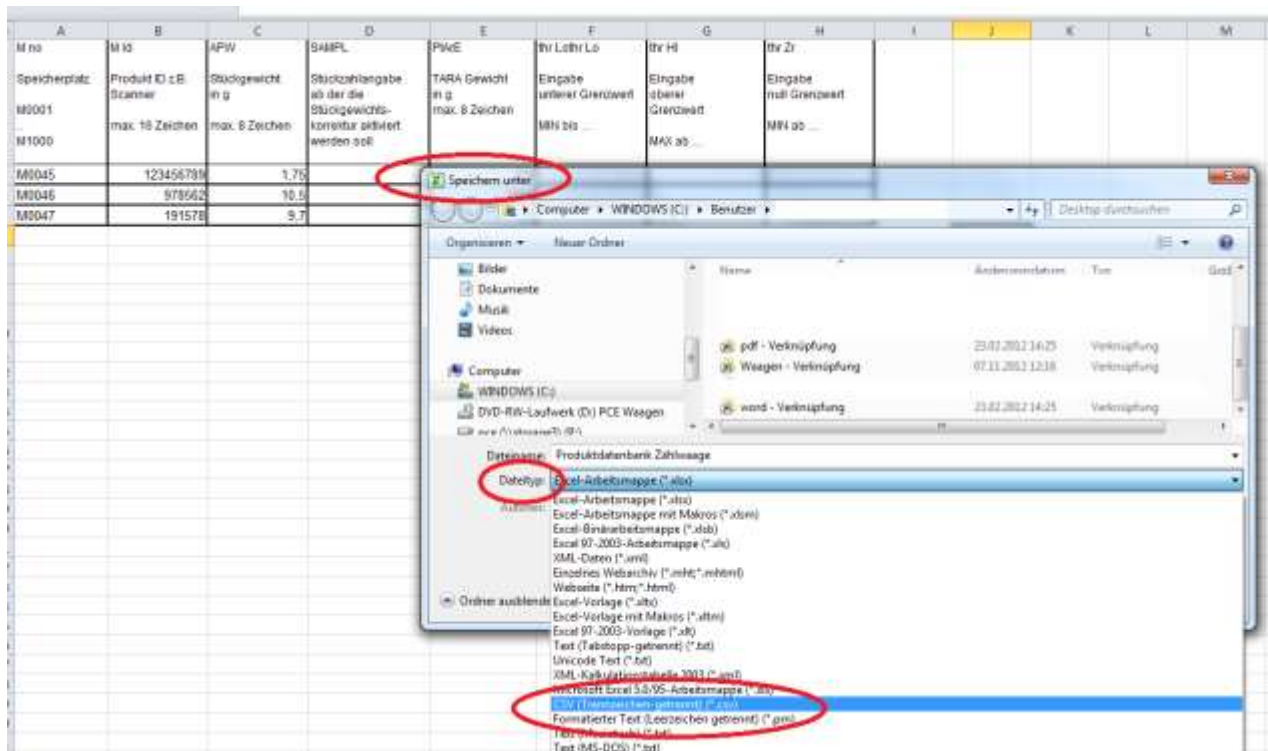 A B C D E F G H I J K L M
M no M Id APW SAMPL thr Lothr Lo thr HI thr Zr
Speicherplatz Produkt ID z.B. Stückgewicht Stückzahlangabe TARA Gewicht Eingabe Eingabe Eingabe
Scanner in g ab der die in g unterer Grenzwert oberer null Grenzwert
M0001 Stückgewichts- max. 8 Zeichen Grenzwert
... max. 16 Zeichen max. 8 Zeichen korrektur aktiviert MIN bis ... MIN ab ...
M1000 werden soll MAX ab ...
M0045 123456789 1,75
M0046 978562 10,5
M0047 191578 9,7
Speichern unter
Computer WINDOWS (C:) Benutzer Desktop durchsuchen
Organisieren Neuer Ordner
Bilder
Dokumente
Musik
Videos
Computer
WINDOWS (C:)
DVD-RW-Laufwerk (D:) PCE Waagen
Name Änderungsdatum Typ
pdf - Verknüpfung 23.02.2012 14:25 Verknüpfung
Waagen - Verknüpfung 07.11.2012 12:18 Verknüpfung
word - Verknüpfung 23.02.2012 14:25 Verknüpfung
Dateiname: Produktdatenbank Zählwaage
Dateityp: Excel-Arbeitsmappe (*.xlsx)
Excel-Arbeitsmappe (*.xlsx)
Excel-Arbeitsmappe mit Makros (*.xlsm)
Excel-Binärarbeitsmappe (*.xlsb)
Excel 97-2003-Arbeitsmappe (*.xls)
XML-Daten (*.xml)
Einzelnes Webarchiv (*.mht;*.mhtml)
Webseite (*.htm;*.html)
Excel-Vorlage (*.xltx)
Excel-Vorlage mit Makros (*.xltm)
Excel 97-2003-Vorlage (*.xlt)
Text (Tabstopp-getrennt) (*.txt)
Unicode Text (*.txt)
XML-Kalkulationstabelle 2003 (*.xml)
Microsoft Excel 5.0/95-Arbeitsmappe (*.xls)
CSV (Trennzeichen-getrennt) (*.csv)
Formatierter Text (Leerzeichen getrennt) (*.prn)
Text (Macintosh) (*.txt)
Text (MS-DOS) (*.txt)
Ordner ausblenden